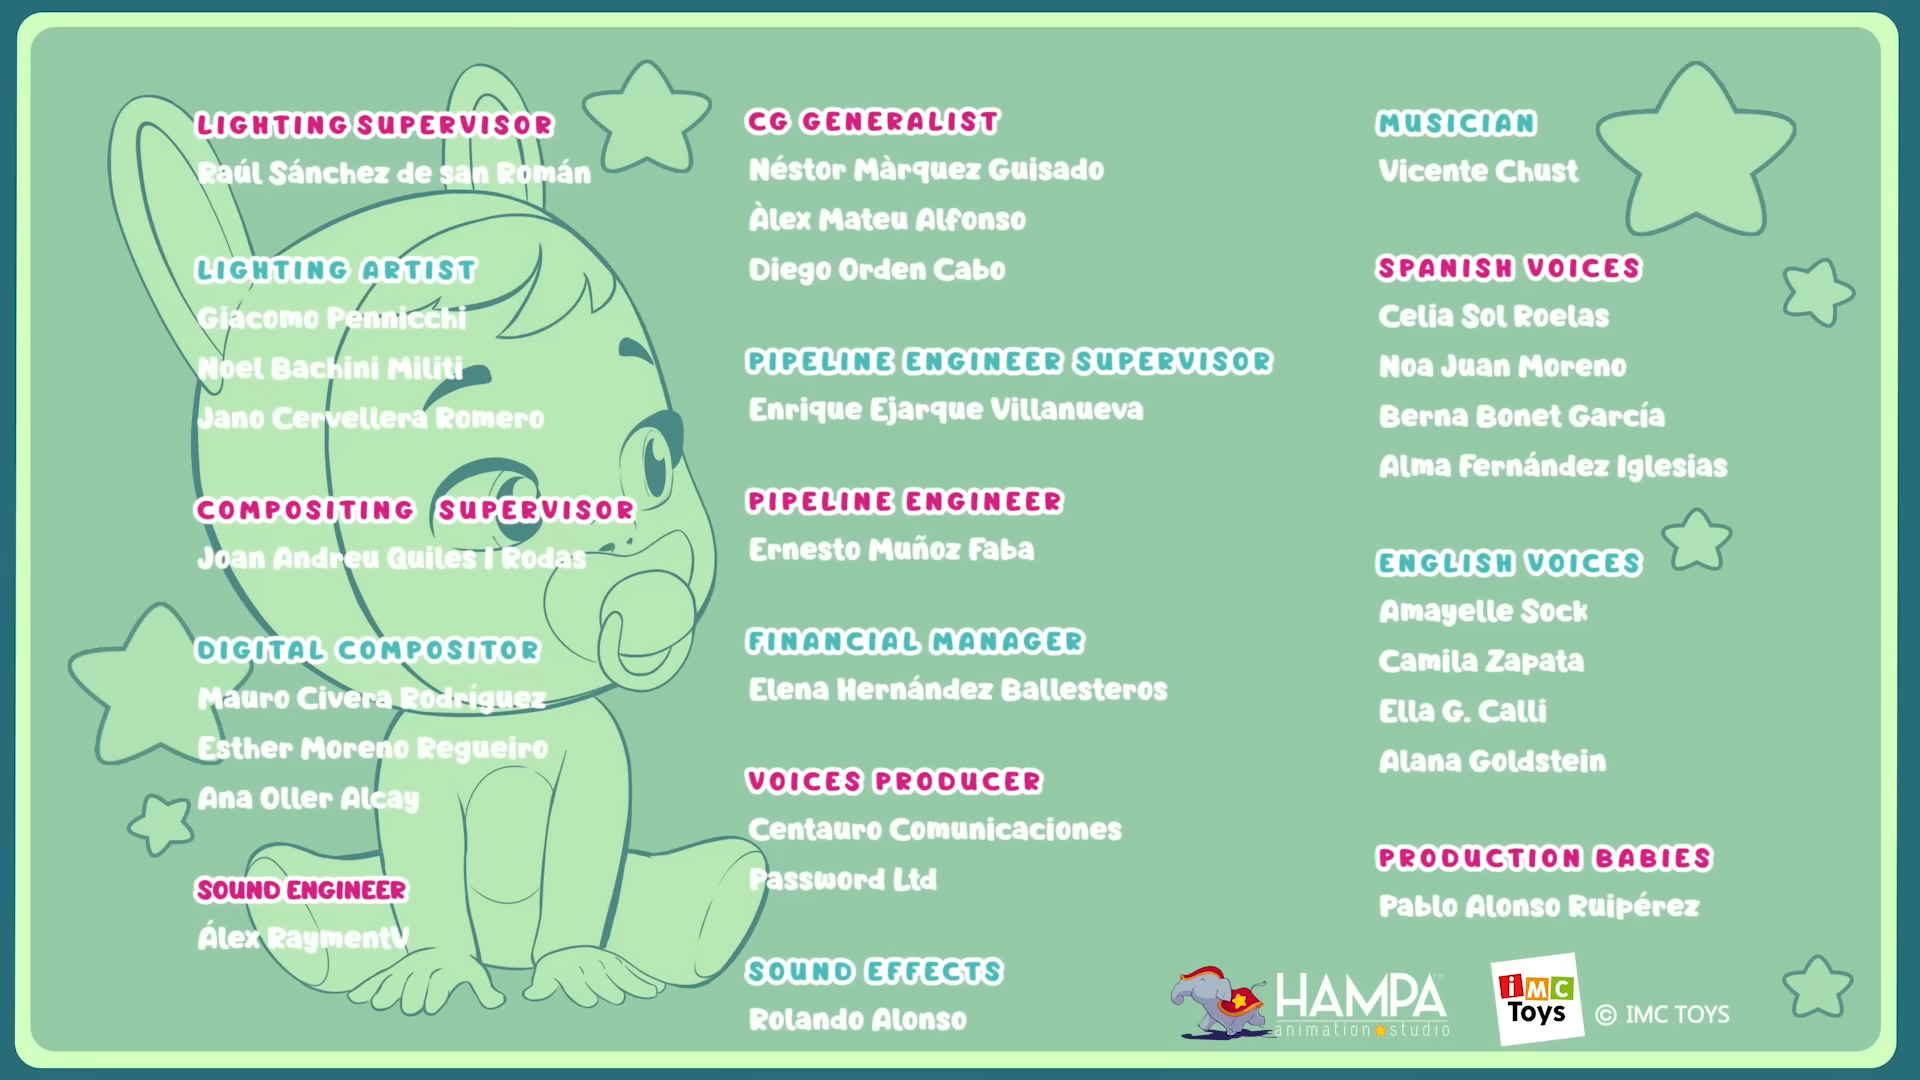 LIGHTING SUPERVISOR
Raúl Sánchez de san Román
LIGHTING ARTIST
Giácomo Pennicchi
Noel Bachini Militi
Jano Cervellera Romero
COMPOSITING SUPERVISOR
Joan Andreu Quiles I Rodas
DIGITAL COMPOSITOR
Mauro Civera Rodríguez
Esther Moreno Regueiro
Ana Oller Alcay
SOUND ENGINEER
Álex RaymentV
CG GENERALIST
Néstor Màrquez Guisado
Àlex Mateu Alfonso
Diego Orden Cabo
PIPELINE ENGINEER SUPERVISOR
Enrique Ejarque Villanueva
PIPELINE ENGINEER
Ernesto Muñoz Faba
FINANCIAL MANAGER
Elena Hernández Ballesteros
VOICES PRODUCER
Centauro Comunicaciones
Password Ltd
SOUND EFFECTS
Rolando Alonso
MUSICIAN
Vicente Chust
SPANISH VOICES
Celia Sol Roelas
Noa Juan Moreno
Berna Bonet García
Alma Fernández Iglesias
ENGLISH VOICES
Amayelle Sock
Camila Zapata
Ella G. Calli
Alana Goldstein
PRODUCTION BABIES
Pablo Alonso Ruipérez
HAMPA™
animation studio
iMC
Toys
© IMC TOYS